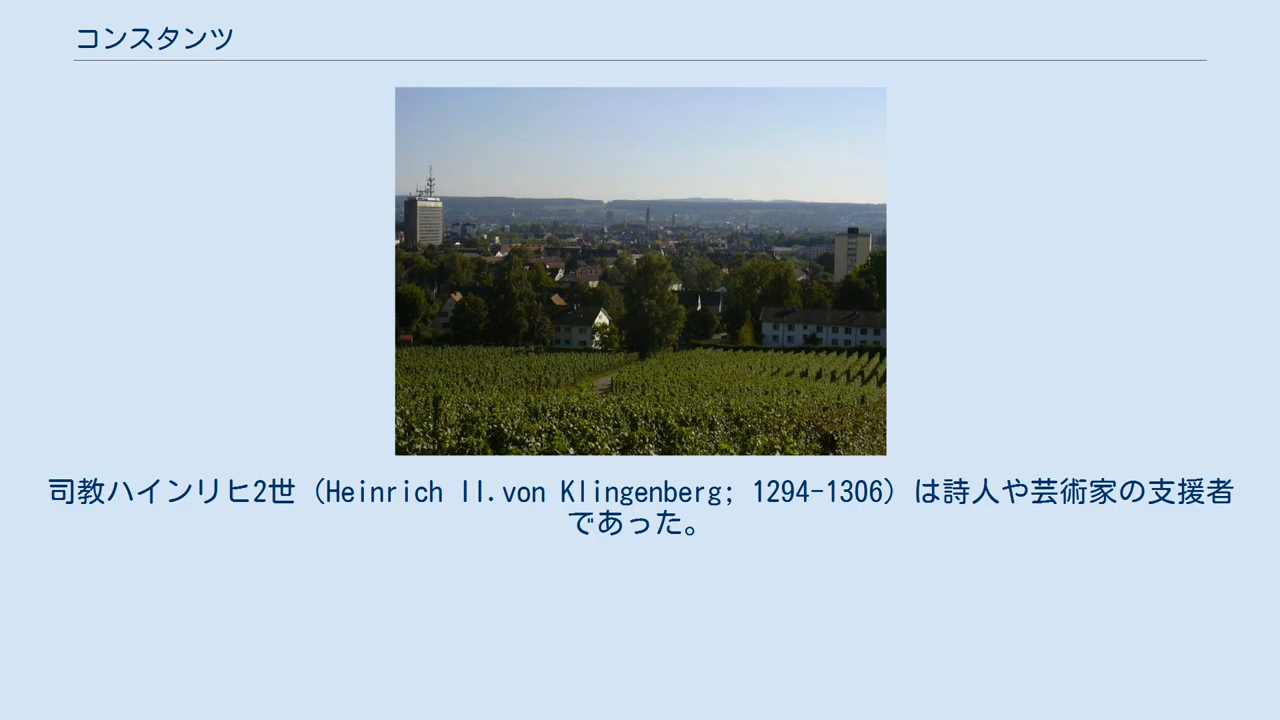 コンスタンツ
司教ハインリヒ2世（Heinrich II.von Klingenberg; 1294-1306）は詩人や芸術家の支援者
であった。